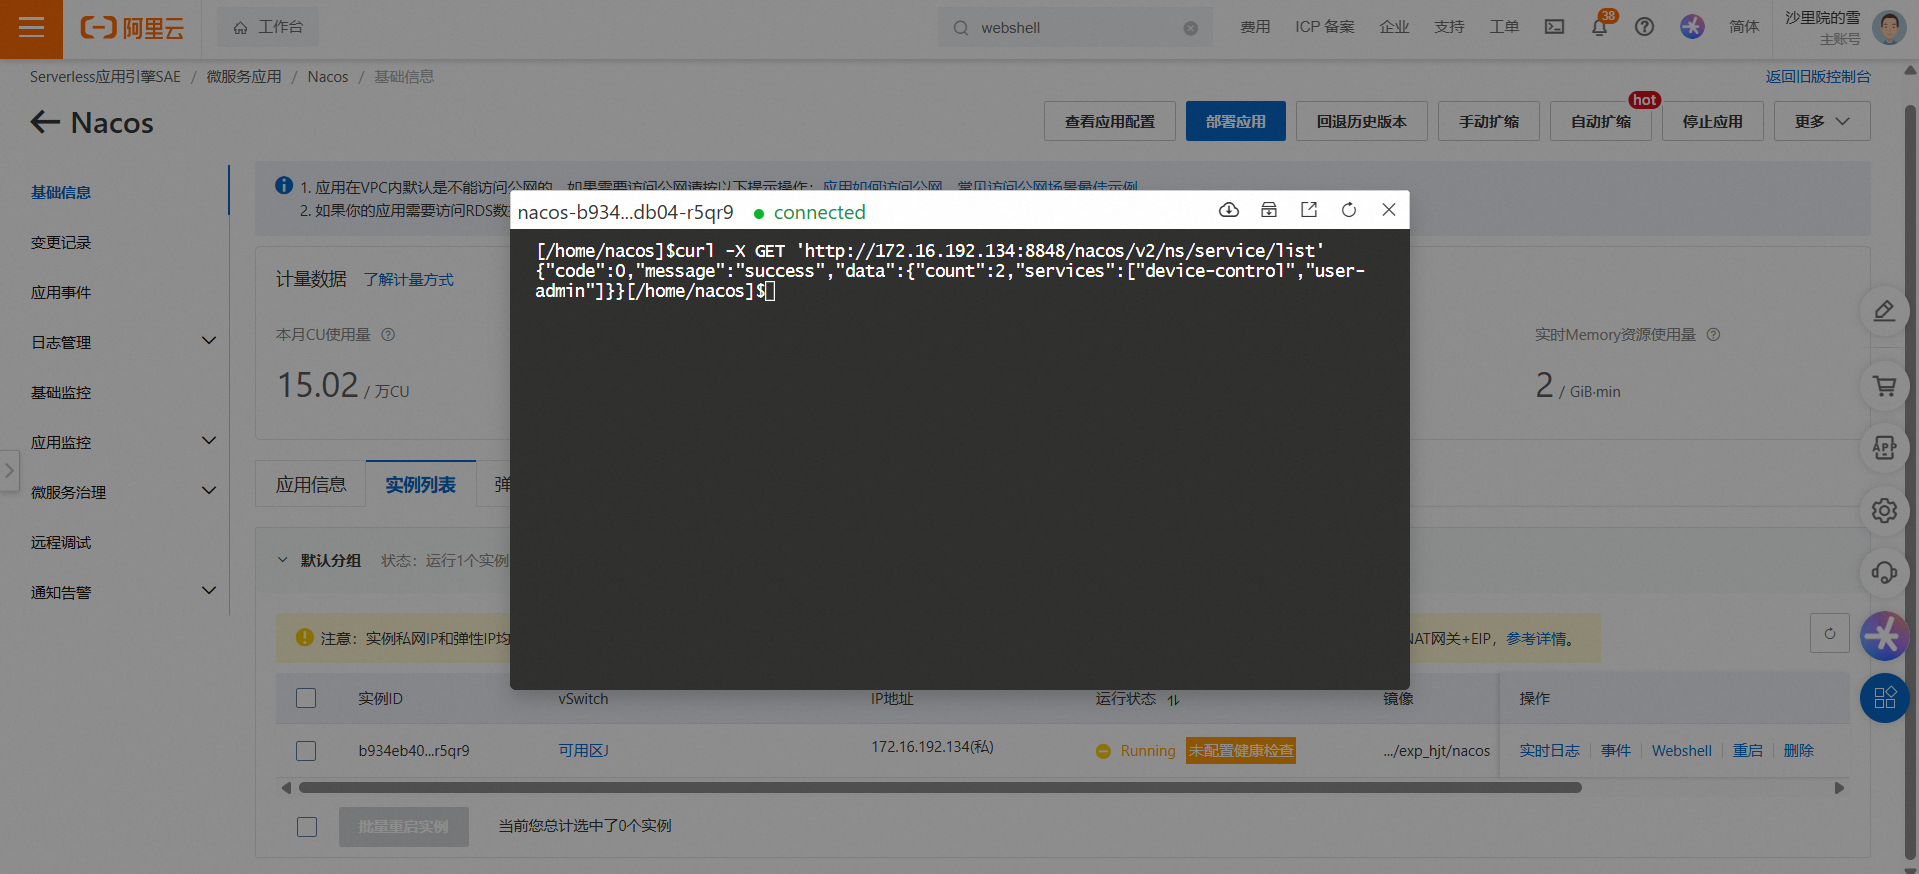 阿里云
工作台
webshell
费用
ICP 备案
企业
支持
工单
38
简体
沙里院的雪
主账号
Serverless应用引擎SAE / 微服务应用 / Nacos / 基础信息
返回旧版控制台
Nacos
查看应用配置
部署应用
回退历史版本
手动扩缩
自动扩缩
hot
停止应用
更多
基础信息
变更记录
应用事件
日志管理
基础监控
应用监控
微服务治理
远程调试
通知告警
1. 应用在VPC内默认是不能访问公网的，如果需要访问公网请按以下提示操作：应用如何访问公网、常见访问公网场景最佳示例
2. 如果你的应用需要访问RDS数
计量数据 了解计量方式
本月CU使用量
15.02 / 万CU
实时Memory资源使用量
2 / GiB·min
nacos-b934...db04-r5qr9 connected
[/home/nacos]$curl -X GET 'http://172.16.192.134:8848/nacos/v2/ns/service/list'
{"code":0,"message":"success","data":{"count":2,"services":["device-control","user-
admin"]}}[/home/nacos]$
应用信息
实例列表
弹
默认分组 状态：运行1个实例
注意：实例私网IP和弹性IP均
NAT网关+EIP，参考详情。
实例ID
vSwitch
IP地址
运行状态
镜像
操作
b934eb40...r5qr9
可用区J
172.16.192.134(私)
Running 未配置健康检查
.../exp_hjt/nacos
实时日志 事件 Webshell 重启 删除
批量重启实例
当前您总计选中了0个实例
APP